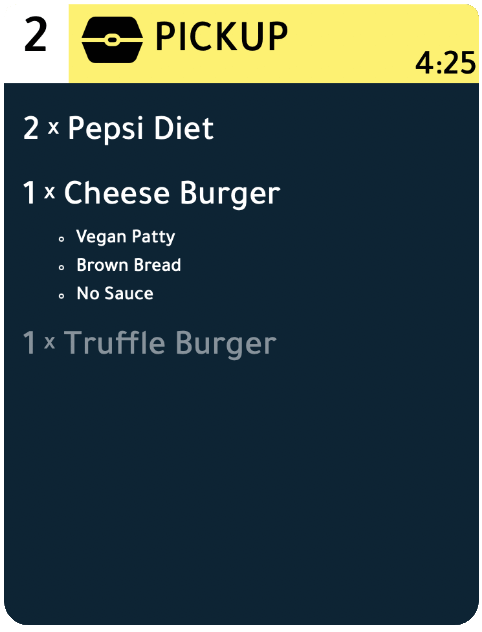 2 PICKUP
4:25
2 x Pepsi Diet
1 x Cheese Burger
Vegan Patty
Brown Bread
No Sauce
1 x Truffle Burger